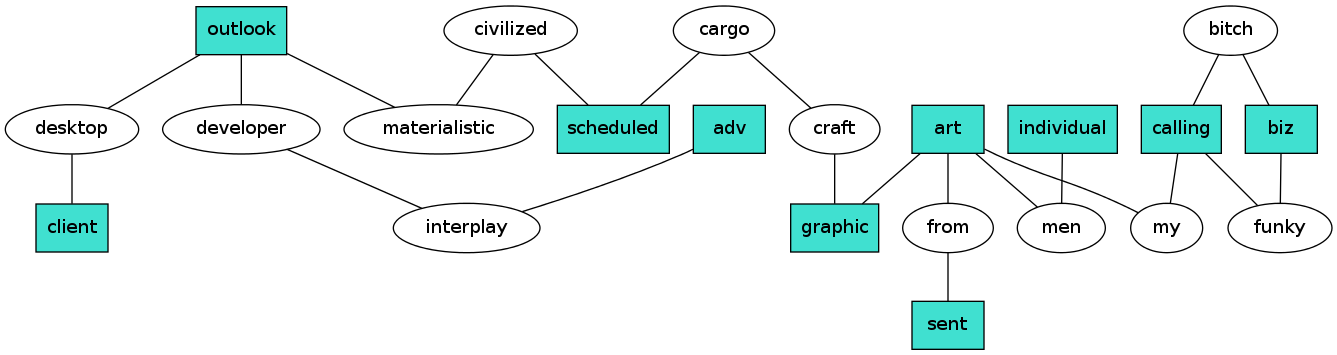 outlook
civilized
cargo
bitch
desktop
developer
materialistic
scheduled
adv
craft
art
individual
calling
biz
client
interplay
graphic
from
men
my
funky
sent